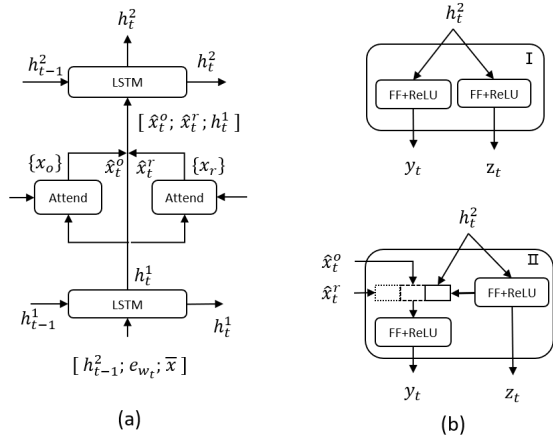 h_t^2
h_{t-1}^2
LSTM
h_t^2
[ x̂_t^o; x̂_t^r; h_t^1 ]
{x_o}
x̂_t^o
x̂_t^r
{x_r}
Attend
Attend
h_t^1
h_{t-1}^1
LSTM
h_t^1
[ h_{t-1}^2; e_{w_t}; x̄ ]
(a)
h_t^2
I
FF+ReLU
FF+ReLU
y_t
z_t
h_t^2
II
x̂_t^o
x̂_t^r
FF+ReLU
FF+ReLU
y_t
z_t
(b)